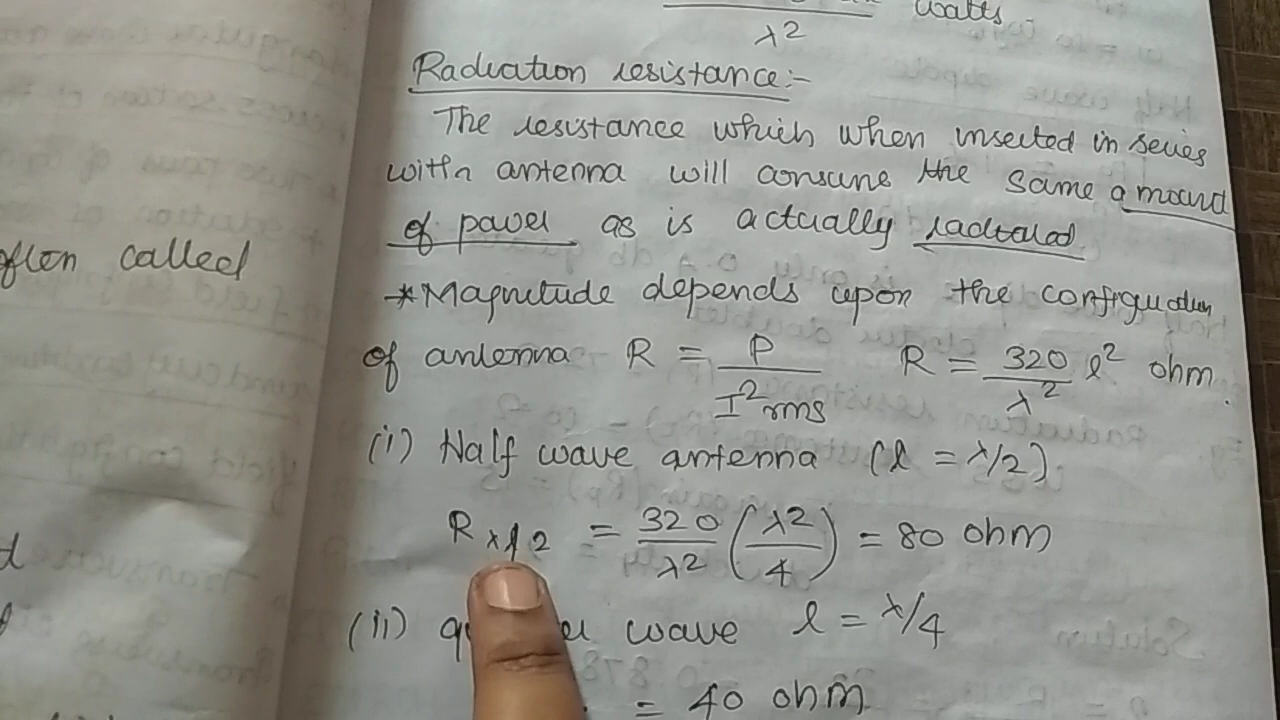 often called
watts
λ2
Radiation resistance:-
The resistance which when inserted in series
with antenna will consune the same amount
of power as is actually radiated
*Magnitude depends upon the configuration
of antenna R = P / I²rms R = 320 / λ² l² ohm.
(i) Half wave antenna (l = λ/2)
R λ/2 = 320 / λ2 (λ2 / 4) = 80 ohm
(ii) wave l = λ/4
= 40 ohm